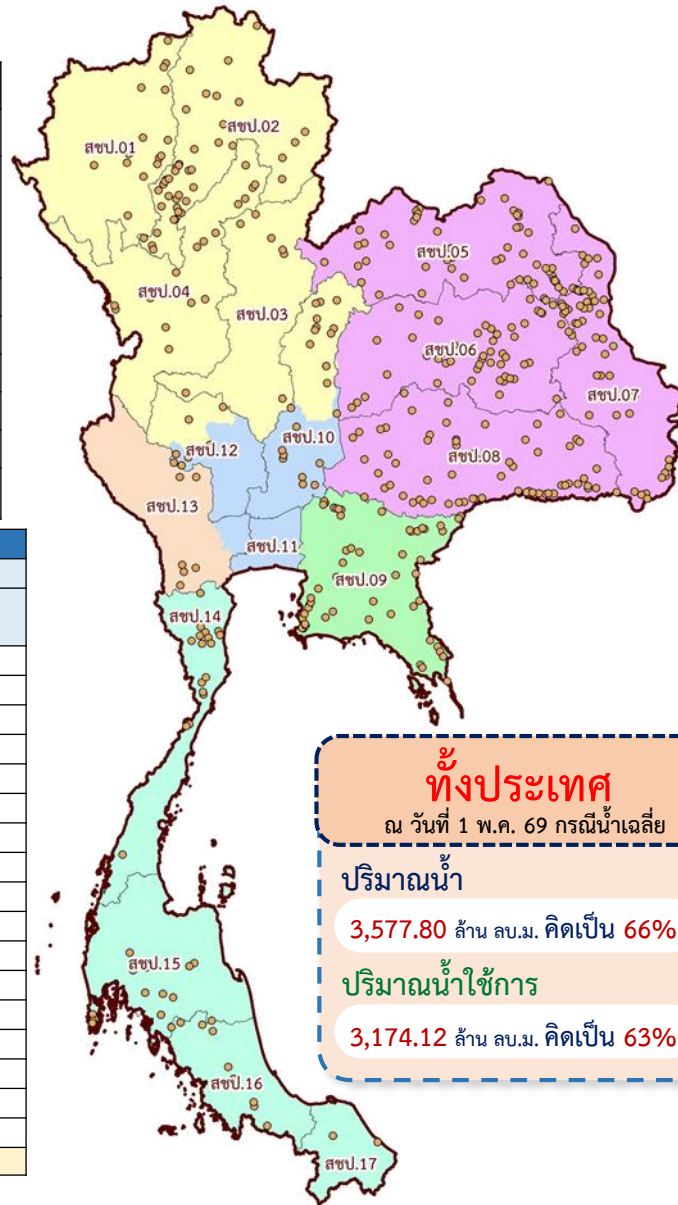 สชป.02
สชป.01
สชป.05
สชป.04
สชป.03
สชป.06
สชป.07
สชป.10
สชป.12
สชป.08
สชป.13
สชป.11
สชป.09
สชป.14
ทั้งประเทศ
ณ วันที่ 1 พ.ค. 69 กรณีน้ำเฉลี่ย
ปริมาณน้ำ
3,577.80 ล้าน ลบ.ม. คิดเป็น 66%
ปริมาณน้ำใช้การ
3,174.12 ล้าน ลบ.ม. คิดเป็น 63%
สชป.15
สชป.16
สชป.17